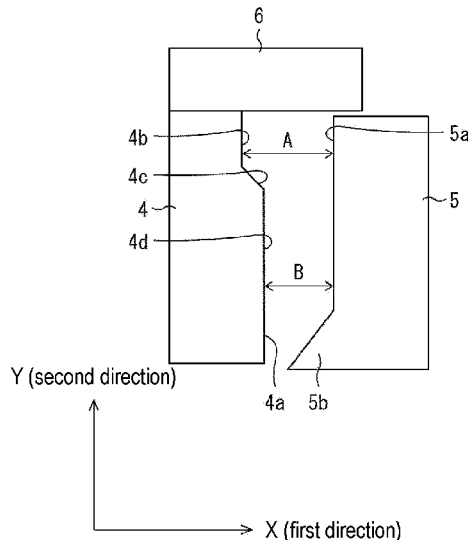 6
4b
A
5a
4c
4
5
4d
B
4a
5b
Y (second direction)
X (first direction)